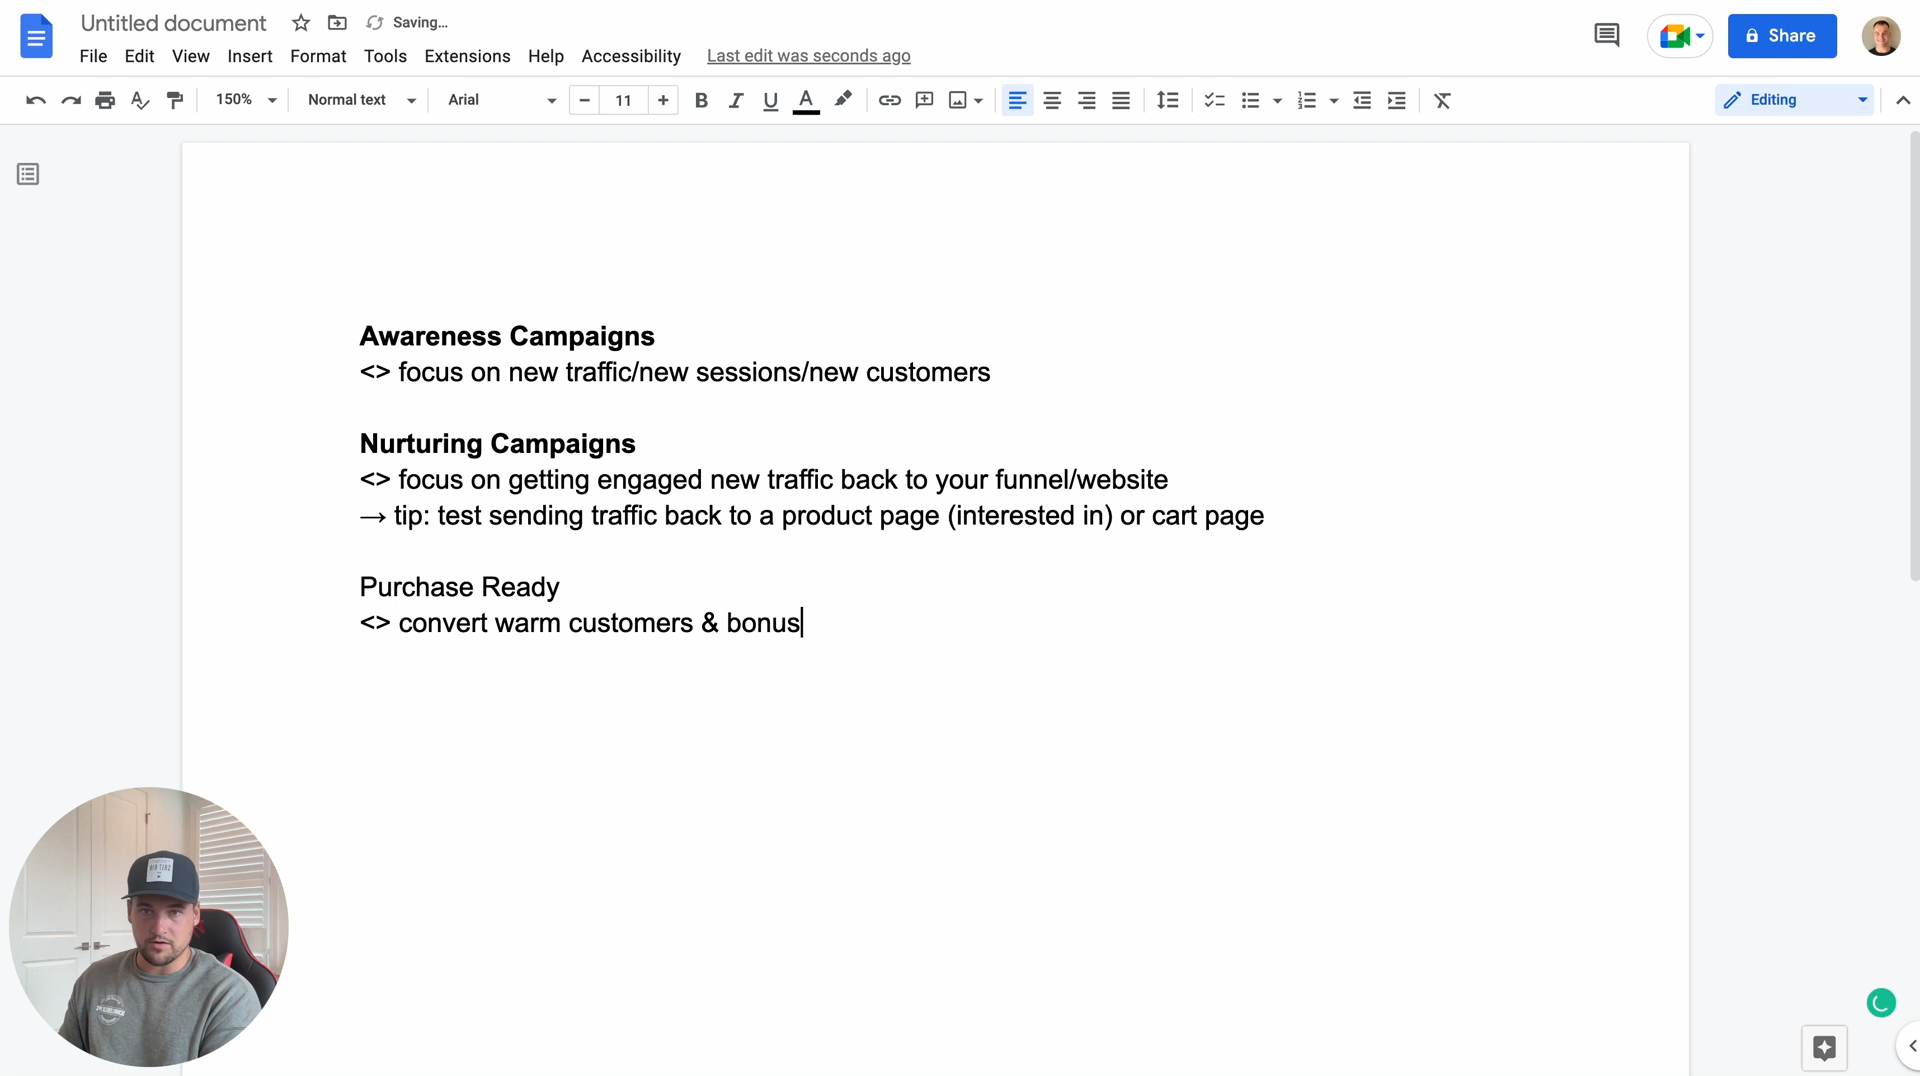 Untitled document
Saving...
File Edit View Insert Format Tools Extensions Help Accessibility Last edit was seconds ago
Share
150% Normal text Arial 11 Editing
Awareness Campaigns
<> focus on new traffic/new sessions/new customers
Nurturing Campaigns
<> focus on getting engaged new traffic back to your funnel/website
→ tip: test sending traffic back to a product page (interested in) or cart page
Purchase Ready
<> convert warm customers & bonus